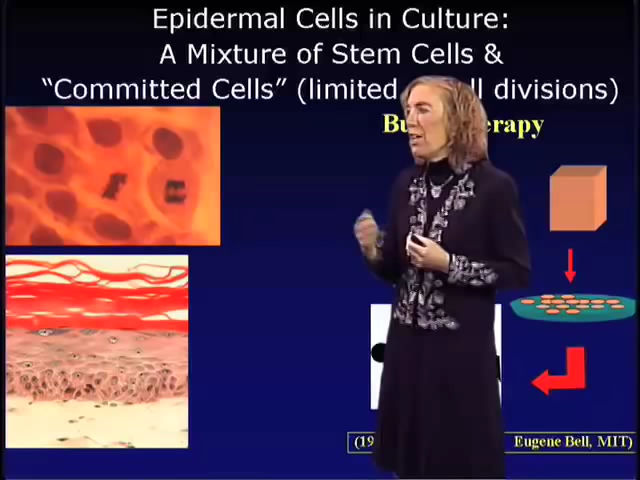 Epidermal Cells in Culture:
A Mixture of Stem Cells &
“Committed Cells” (limited ll divisions)
Bu erapy
(19 Eugene Bell, MIT)